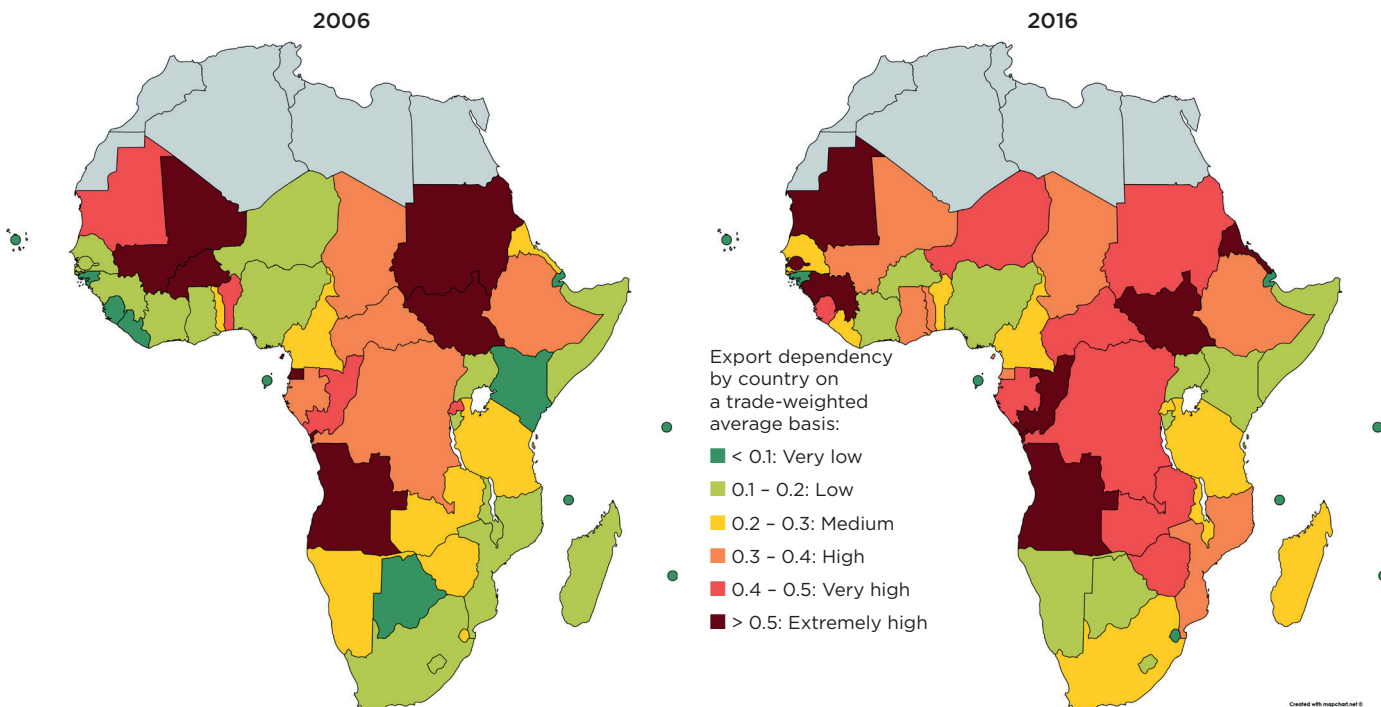 2006
2016
Export dependency
by country on
a trade-weighted
average basis:
< 0.1: Very low
0.1 – 0.2: Low
0.2 – 0.3: Medium
0.3 – 0.4: High
0.4 – 0.5: Very high
> 0.5: Extremely high
Created with mapchart.net ©